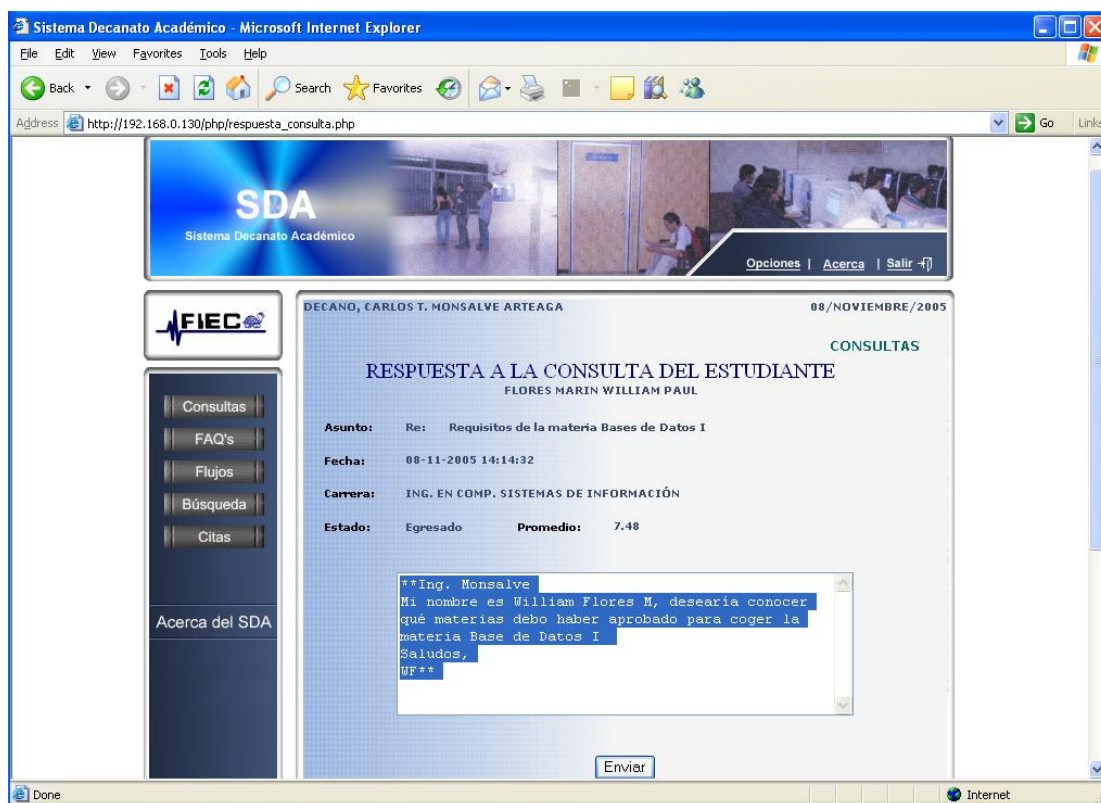 Sistema Decanato Académico - Microsoft Internet Explorer
File Edit View Favorites Tools Help
Back Search Favorites
Address http://192.168.0.130/php/respuesta_consulta.php Go Links
SDA
Sistema Decanato Académico
Opciones | Acerca | Salir
FIEC
DECANO, CARLOS T. MONSALVE ARTEAGA 08/NOVIEMBRE/2005
CONSULTAS
RESPUESTA A LA CONSULTA DEL ESTUDIANTE
FLORES MARIN WILLIAM PAUL
Consultas
FAQ's
Flujos
Búsqueda
Citas
Acerca del SDA
Asunto: Re: Requisitos de la materia Bases de Datos I
Fecha: 08-11-2005 14:14:32
Carrera: ING. EN COMP. SISTEMAS DE INFORMACIÓN
Estado: Egresado Promedio: 7.48
**Ing. Monsalve
Mi nombre es William Flores M, desearía conocer
qué materias debo haber aprobado para coger la
materia Base de Datos I
Saludos,
WF**
Enviar
Done Internet